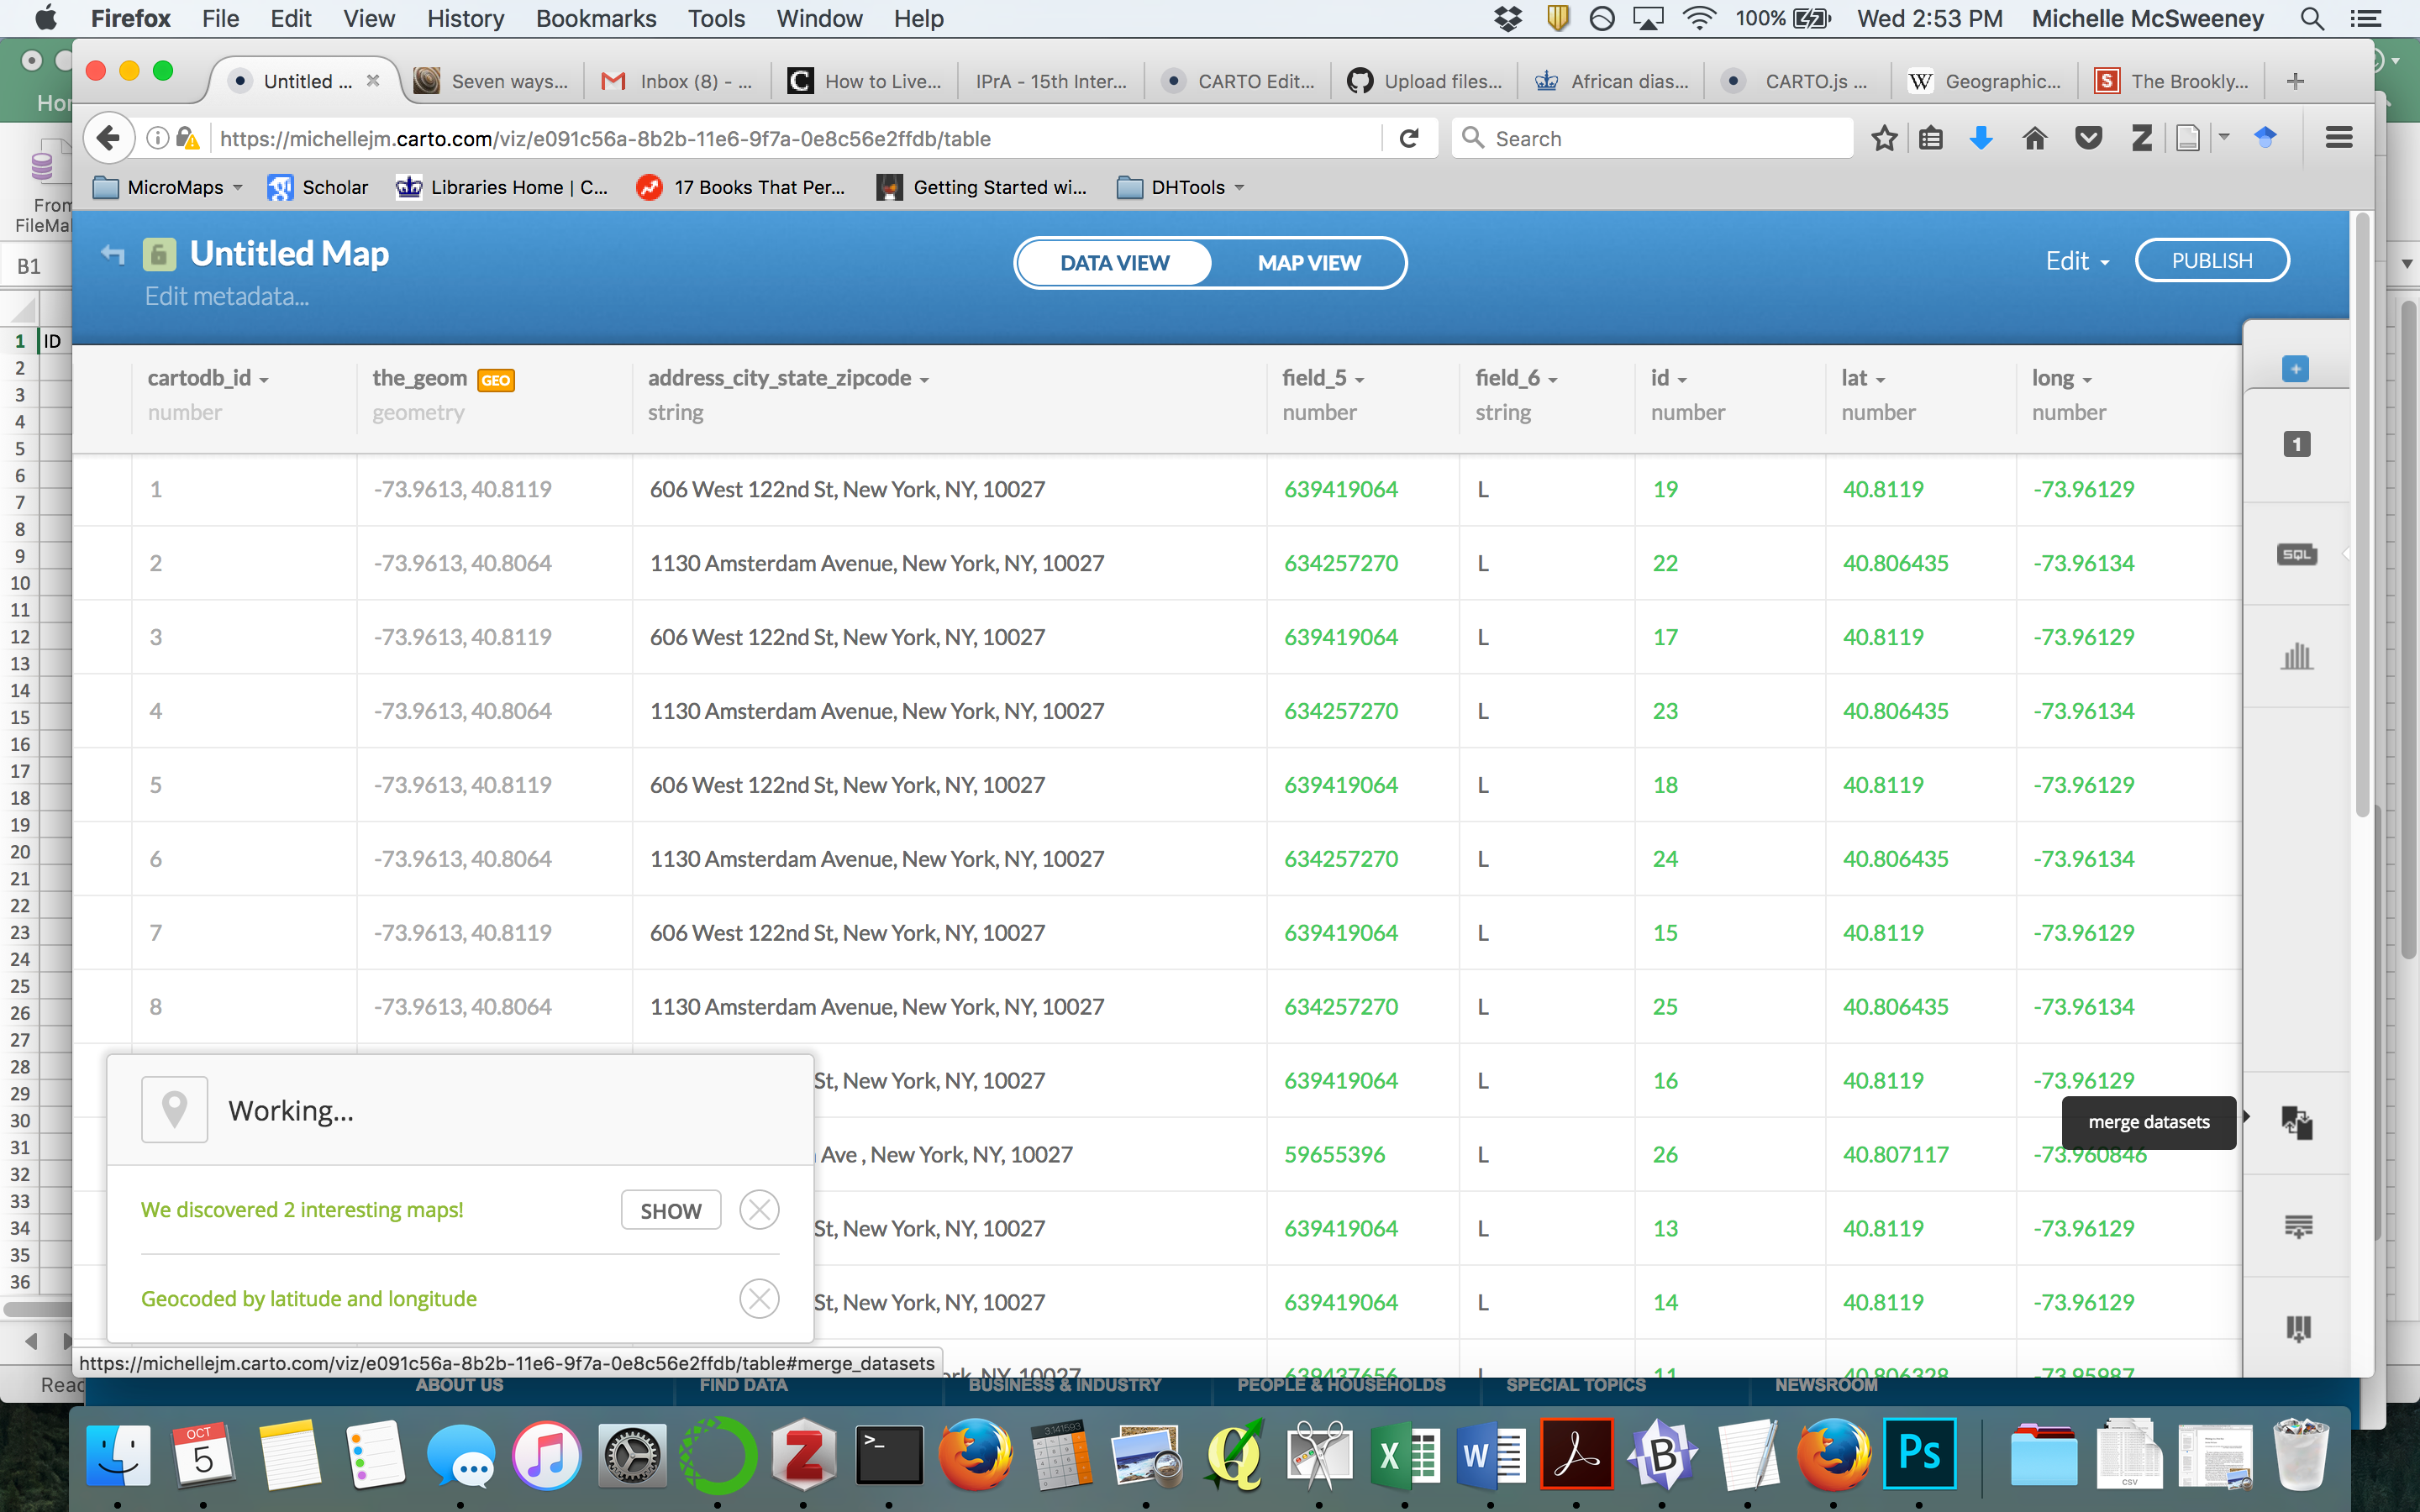 Firefox File Edit View History Bookmarks Tools Window Help 100% Wed 2:53 PM Michelle McSweeney
Untitled ... Seven ways... Inbox (8) - ... How to Live... IPrA - 15th Inter... CARTO Edit... Upload files... African dias... CARTO.js ... Geographic... The Brookly...
https://michellejm.carto.com/viz/e091c56a-8b2b-11e6-9f7a-0e8c56e2ffdb/table Search
MicroMaps Scholar Libraries Home | C... 17 Books That Per... Getting Started wi... DHTools
From
FileMa
B1
Untitled Map DATA VIEW MAP VIEW Edit PUBLISH
Edit metadata...
cartodb_id the_geom GEO address_city_state_zipcode field_5 field_6 id lat long
number geometry string number string number number number
1 -73.9613, 40.8119 606 West 122nd St, New York, NY, 10027 639419064 L 19 40.8119 -73.96129
2 -73.9613, 40.8064 1130 Amsterdam Avenue, New York, NY, 10027 634257270 L 22 40.806435 -73.96134
3 -73.9613, 40.8119 606 West 122nd St, New York, NY, 10027 639419064 L 17 40.8119 -73.96129
4 -73.9613, 40.8064 1130 Amsterdam Avenue, New York, NY, 10027 634257270 L 23 40.806435 -73.96134
5 -73.9613, 40.8119 606 West 122nd St, New York, NY, 10027 639419064 L 18 40.8119 -73.96129
6 -73.9613, 40.8064 1130 Amsterdam Avenue, New York, NY, 10027 634257270 L 24 40.806435 -73.96134
7 -73.9613, 40.8119 606 West 122nd St, New York, NY, 10027 639419064 L 15 40.8119 -73.96129
8 -73.9613, 40.8064 1130 Amsterdam Avenue, New York, NY, 10027 634257270 L 25 40.806435 -73.96134
St, New York, NY, 10027 639419064 L 16 40.8119 -73.96129
Ave , New York, NY, 10027 59655396 L 26 40.807117 -73.960846
St, New York, NY, 10027 639419064 L 13 40.8119 -73.96129
St, New York, NY, 10027 639419064 L 14 40.8119 -73.96129
NY, 10027 639437656 L 11 40.806328 -73.95987
1
SQL
merge datasets
Working...
We discovered 2 interesting maps! SHOW
Geocoded by latitude and longitude
https://michellejm.carto.com/viz/e091c56a-8b2b-11e6-9f7a-0e8c56e2ffdb/table#merge_datasets
1 ID
2
3
4
5
6
7
8
9
10
11
12
13
14
15
16
17
18
19
20
21
22
23
24
25
26
27
28
29
30
31
32
33
34
35
36
ABOUT US FIND DATA BUSINESS & INDUSTRY PEOPLE & HOUSEHOLDS SPECIAL TOPICS NEWSROOM
OCT
5
3.141593
Ps
CSV